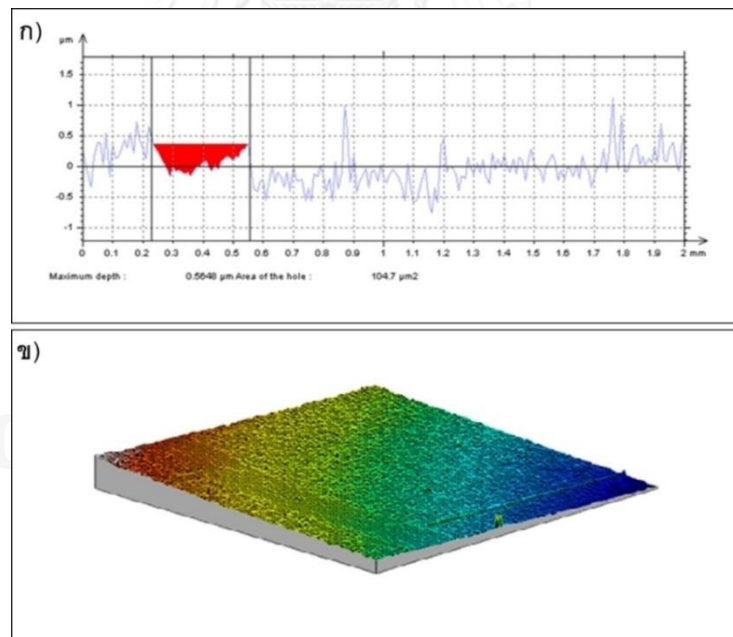 ก)
µm
1.5
1
0.5
0
-0.5
-1
0 0.1 0.2 0.3 0.4 0.5 0.6 0.7 0.8 0.9 1 1.1 1.2 1.3 1.4 1.5 1.6 1.7 1.8 1.9 2 mm
Maximum depth : 0.5648 µm Area of the hole : 104.7 µm2
ข)